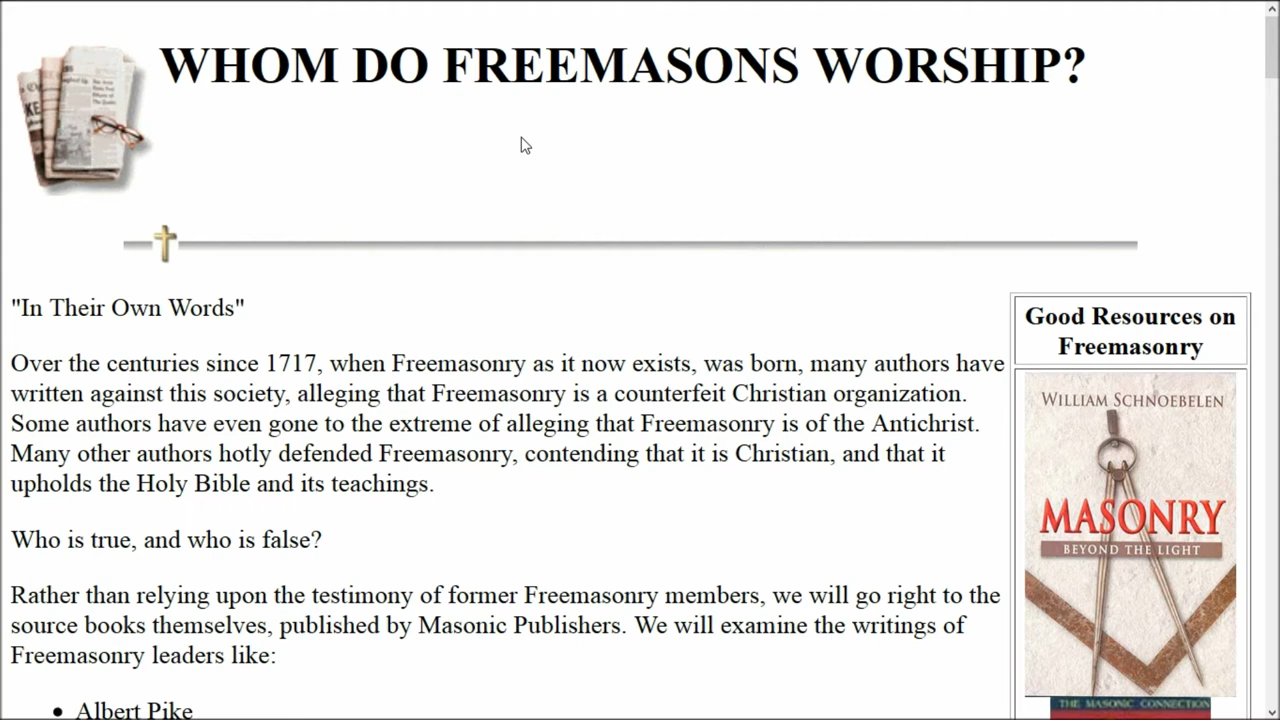 WHOM DO FREEMASONS WORSHIP?
"In Their Own Words"
Over the centuries since 1717, when Freemasonry as it now exists, was born, many authors have
written against this society, alleging that Freemasonry is a counterfeit Christian organization.
Some authors have even gone to the extreme of alleging that Freemasonry is of the Antichrist.
Many other authors hotly defended Freemasonry, contending that it is Christian, and that it
upholds the Holy Bible and its teachings.
Who is true, and who is false?
Rather than relying upon the testimony of former Freemasonry members, we will go right to the
source books themselves, published by Masonic Publishers. We will examine the writings of
Freemasonry leaders like:
• Albert Pike
Good Resources on
Freemasonry
WILLIAM SCHNOEBELEN
MASONRY
BEYOND THE LIGHT
THE MASONIC CONNECTION